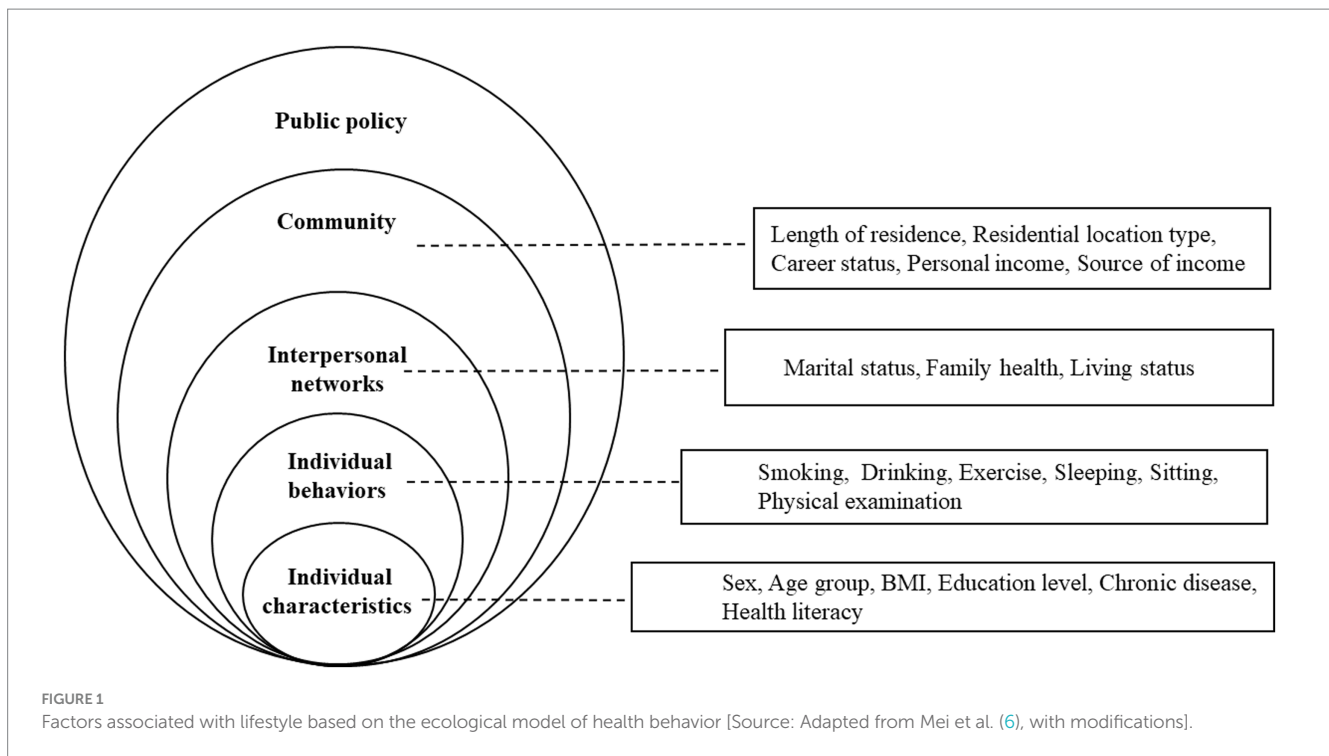 Public policy
Community
Length of residence, Residential location type,
Career status, Personal income, Source of income
Interpersonal
networks
Marital status, Family health, Living status
Individual
behaviors
Smoking, Drinking, Exercise, Sleeping, Sitting,
Physical examination
Individual
characteristics
Sex, Age group, BMI, Education level, Chronic disease,
Health literacy
FIGURE 1
Factors associated with lifestyle based on the ecological model of health behavior [Source: Adapted from Mei et al. (6), with modifications].